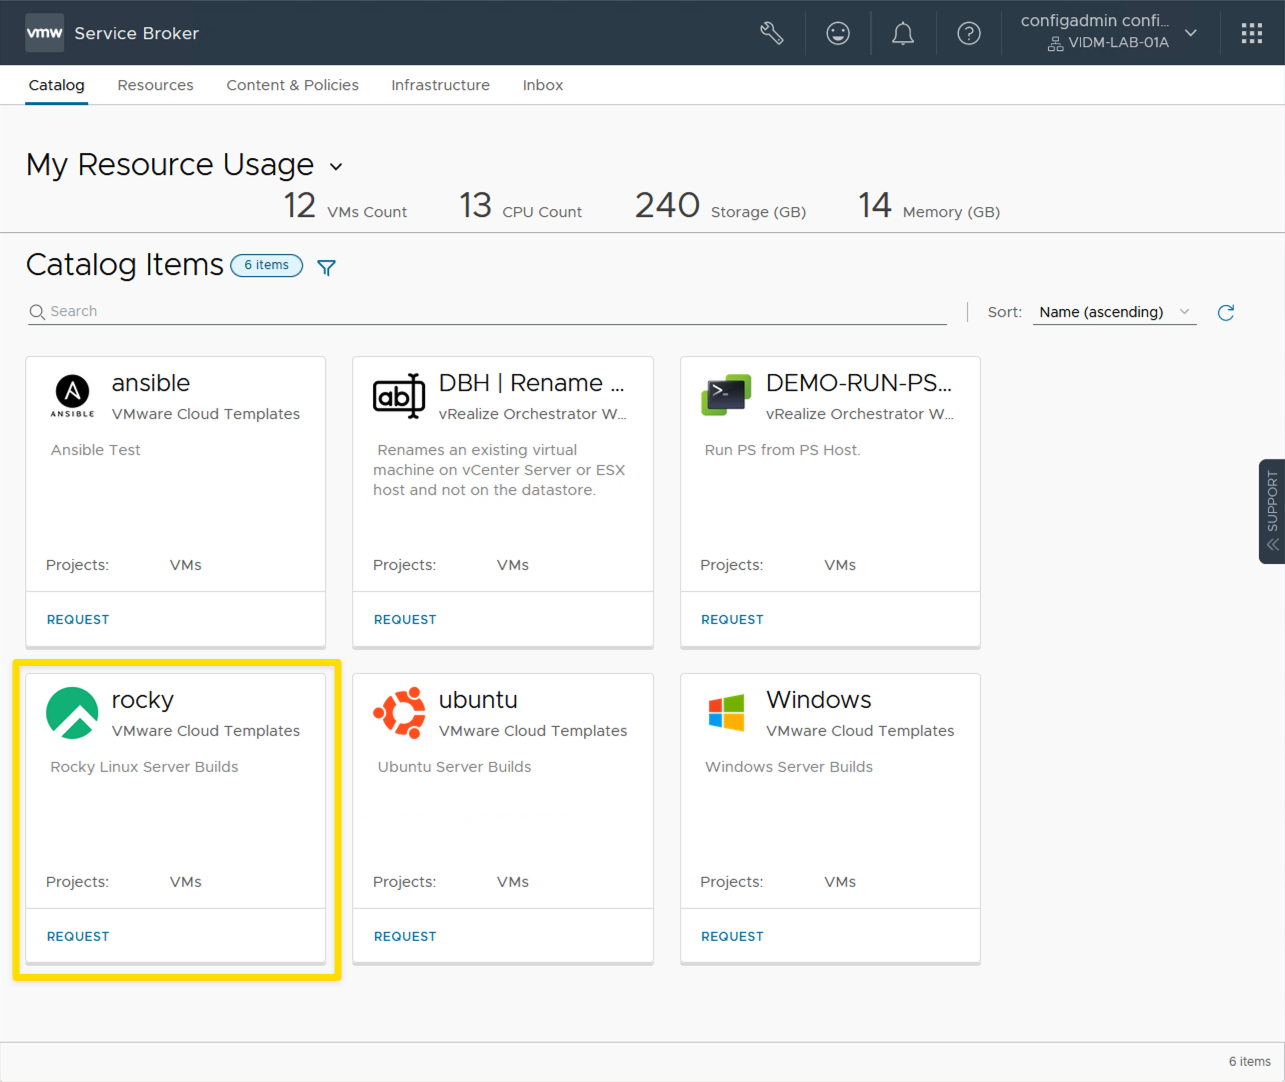 vmw Service Broker
configadmin confi...
VIDM-LAB-01A
Catalog Resources Content & Policies Infrastructure Inbox
My Resource Usage
12 VMs Count 13 CPU Count 240 Storage (GB) 14 Memory (GB)
Catalog Items 6 items
Search
Sort: Name (ascending)
ansible
VMware Cloud Templates
ANSIBLE
Ansible Test
Projects: VMs
REQUEST
ab
DBH | Rename ...
vRealize Orchestrator W...
Renames an existing virtual
machine on vCenter Server or ESX
host and not on the datastore.
Projects: VMs
REQUEST
>_
DEMO-RUN-PS...
vRealize Orchestrator W...
Run PS from PS Host.
Projects: VMs
REQUEST
SUPPORT
rocky
VMware Cloud Templates
Rocky Linux Server Builds
Projects: VMs
REQUEST
ubuntu
VMware Cloud Templates
Ubuntu Server Builds
Projects: VMs
REQUEST
Windows
VMware Cloud Templates
Windows Server Builds
Projects: VMs
REQUEST
6 items